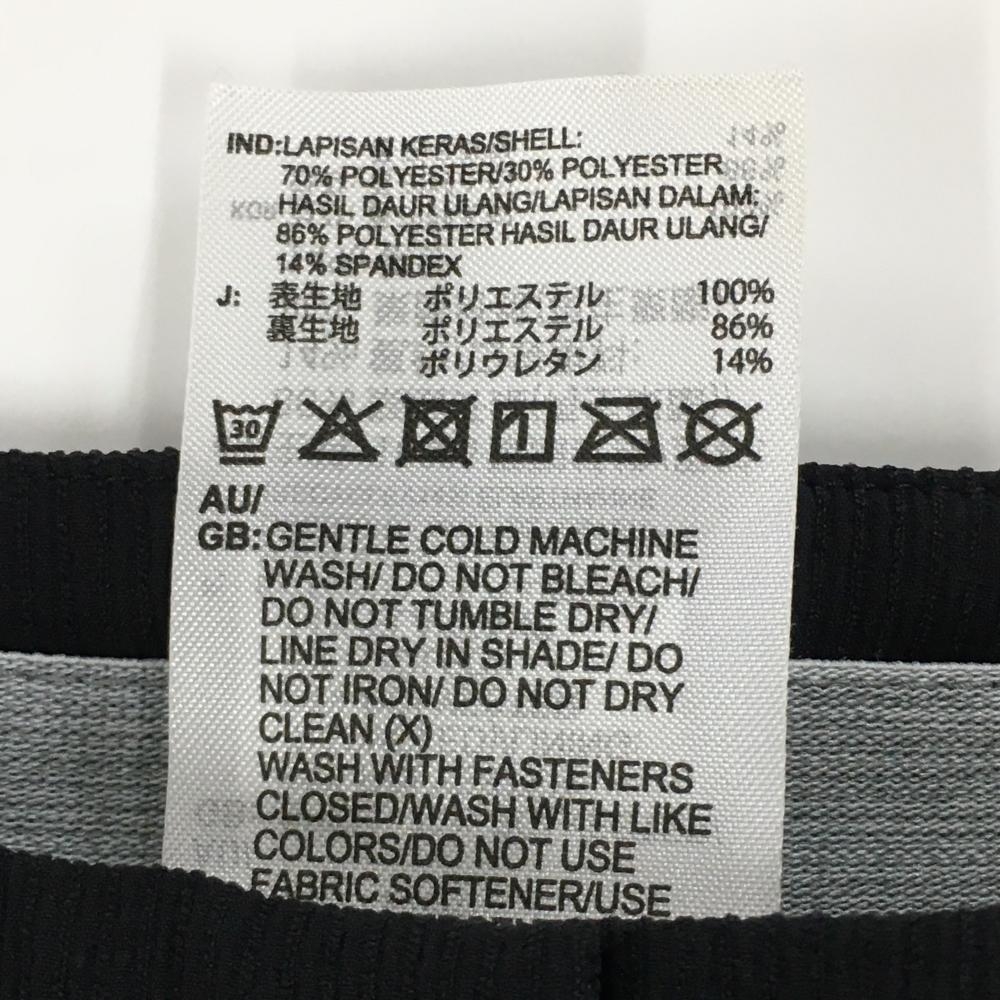 IND:LAPISAN KERAS/SHELL:
70% POLYESTER/30% POLYESTER
HASIL DAUR ULANG/LAPISAN DALAM:
86% POLYESTER HASIL DAUR ULANG/
14% SPANDEX
J: 表生地 ポリエステル 100%
裏生地 ポリエステル 86%
ポリウレタン 14%
30
AU/
GB:GENTLE COLD MACHINE
WASH/ DO NOT BLEACH/
DO NOT TUMBLE DRY/
LINE DRY IN SHADE/ DO
NOT IRON/ DO NOT DRY
CLEAN (X)
WASH WITH FASTENERS
CLOSED/WASH WITH LIKE
COLORS/DO NOT USE
FABRIC SOFTENER/USE